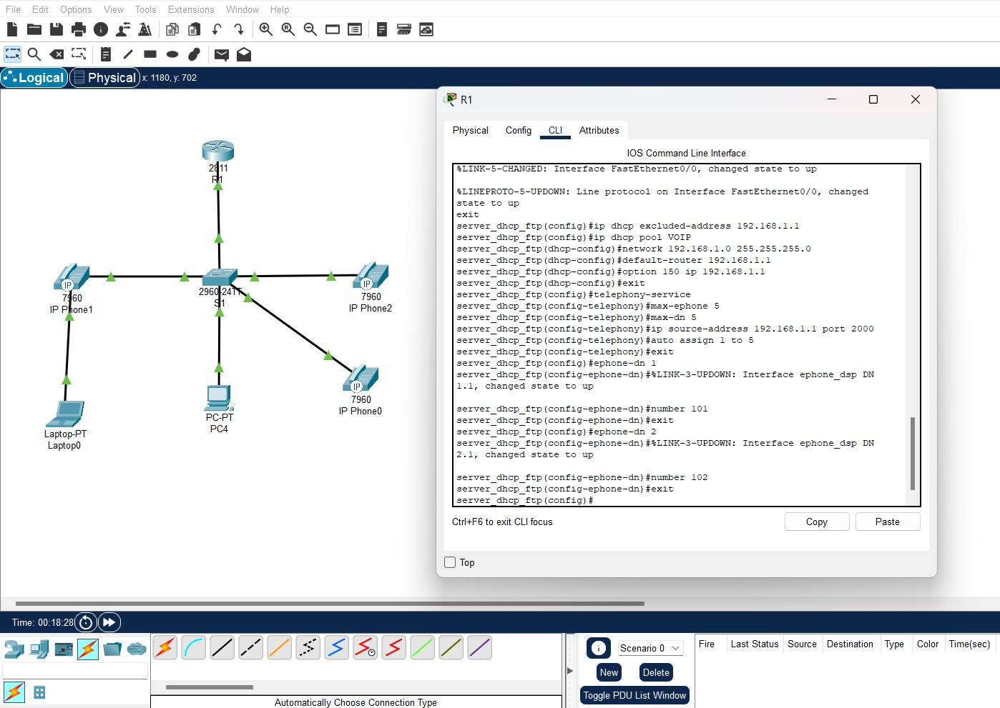 File Edit Options View Tools Extensions Window Help
Logical Physical x: 1180, y: 702
R1
Physical Config CLI Attributes
IOS Command Line Interface
%LINK-5-CHANGED: Interface FastEthernet0/0, changed state to up
%LINEPROTO-5-UPDOWN: Line protocol on Interface FastEthernet0/0, changed
state to up
exit
server_dhcp_ftp(config)#ip dhcp excluded-address 192.168.1.1
server_dhcp_ftp(config)#ip dhcp pool VOIP
server_dhcp_ftp(dhcp-config)#network 192.168.1.0 255.255.255.0
server_dhcp_ftp(dhcp-config)#default-router 192.168.1.1
server_dhcp_ftp(dhcp-config)#option 150 ip 192.168.1.1
server_dhcp_ftp(dhcp-config)#exit
server_dhcp_ftp(config)#telephony-service
server_dhcp_ftp(config-telephony)#max-ephone 5
server_dhcp_ftp(config-telephony)#max-dn 5
server_dhcp_ftp(config-telephony)#ip source-address 192.168.1.1 port 2000
server_dhcp_ftp(config-telephony)#auto assign 1 to 5
server_dhcp_ftp(config-telephony)#exit
server_dhcp_ftp(config)#ephone-dn 1
server_dhcp_ftp(config-ephone-dn)#%LINK-3-UPDOWN: Interface ephone_dsp DN
1.1, changed state to up
server_dhcp_ftp(config-ephone-dn)#number 101
server_dhcp_ftp(config-ephone-dn)#exit
server_dhcp_ftp(config)#ephone-dn 2
server_dhcp_ftp(config-ephone-dn)#%LINK-3-UPDOWN: Interface ephone_dsp DN
2.1, changed state to up
server_dhcp_ftp(config-ephone-dn)#number 102
server_dhcp_ftp(config-ephone-dn)#exit
server_dhcp_ftp(config)#
Ctrl+F6 to exit CLI focus
Copy Paste
Top
2811
R1
IP
7960
IP Phone1
2960-24TT
S1
IP
7960
IP Phone2
IP
7960
IP Phone0
PC-PT
PC4
Laptop-PT
Laptop0
Time: 00:18:28
Scenario 0
New Delete
Toggle PDU List Window
Fire Last Status Source Destination Type Color Time(sec)
Automatically Choose Connection Type